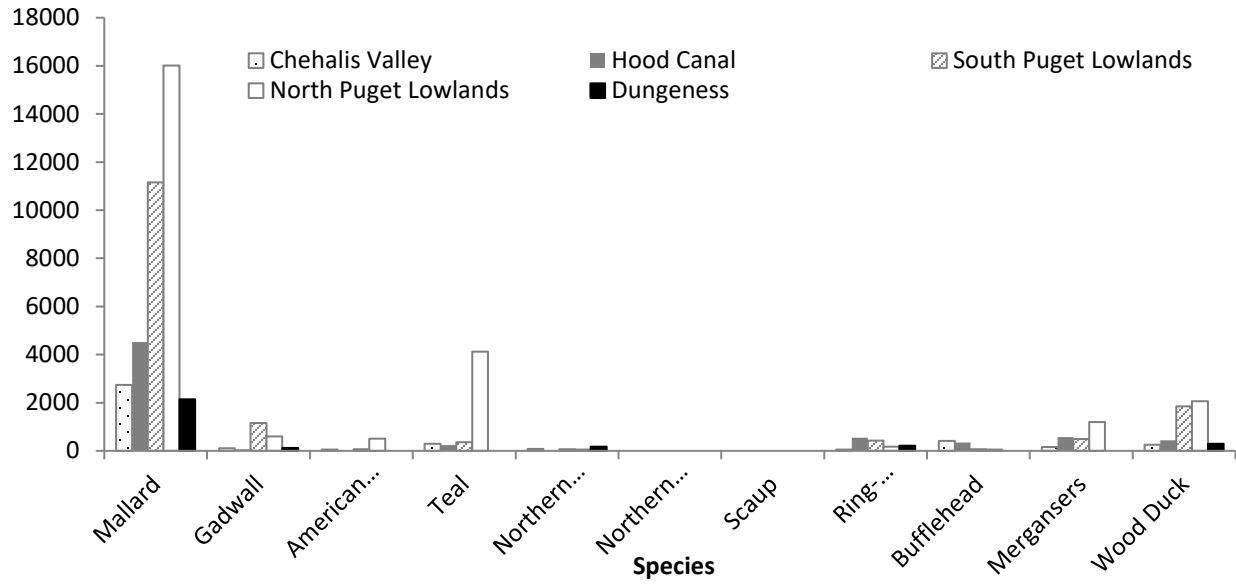 18000
16000
14000
12000
10000
8000
6000
4000
2000
0
Chehalis Valley Hood Canal South Puget Lowlands
North Puget Lowlands Dungeness
Mallard Gadwall American... Teal Northern... Northern... Scaup Ring-... Bufflehead Mergansers Wood Duck
Species